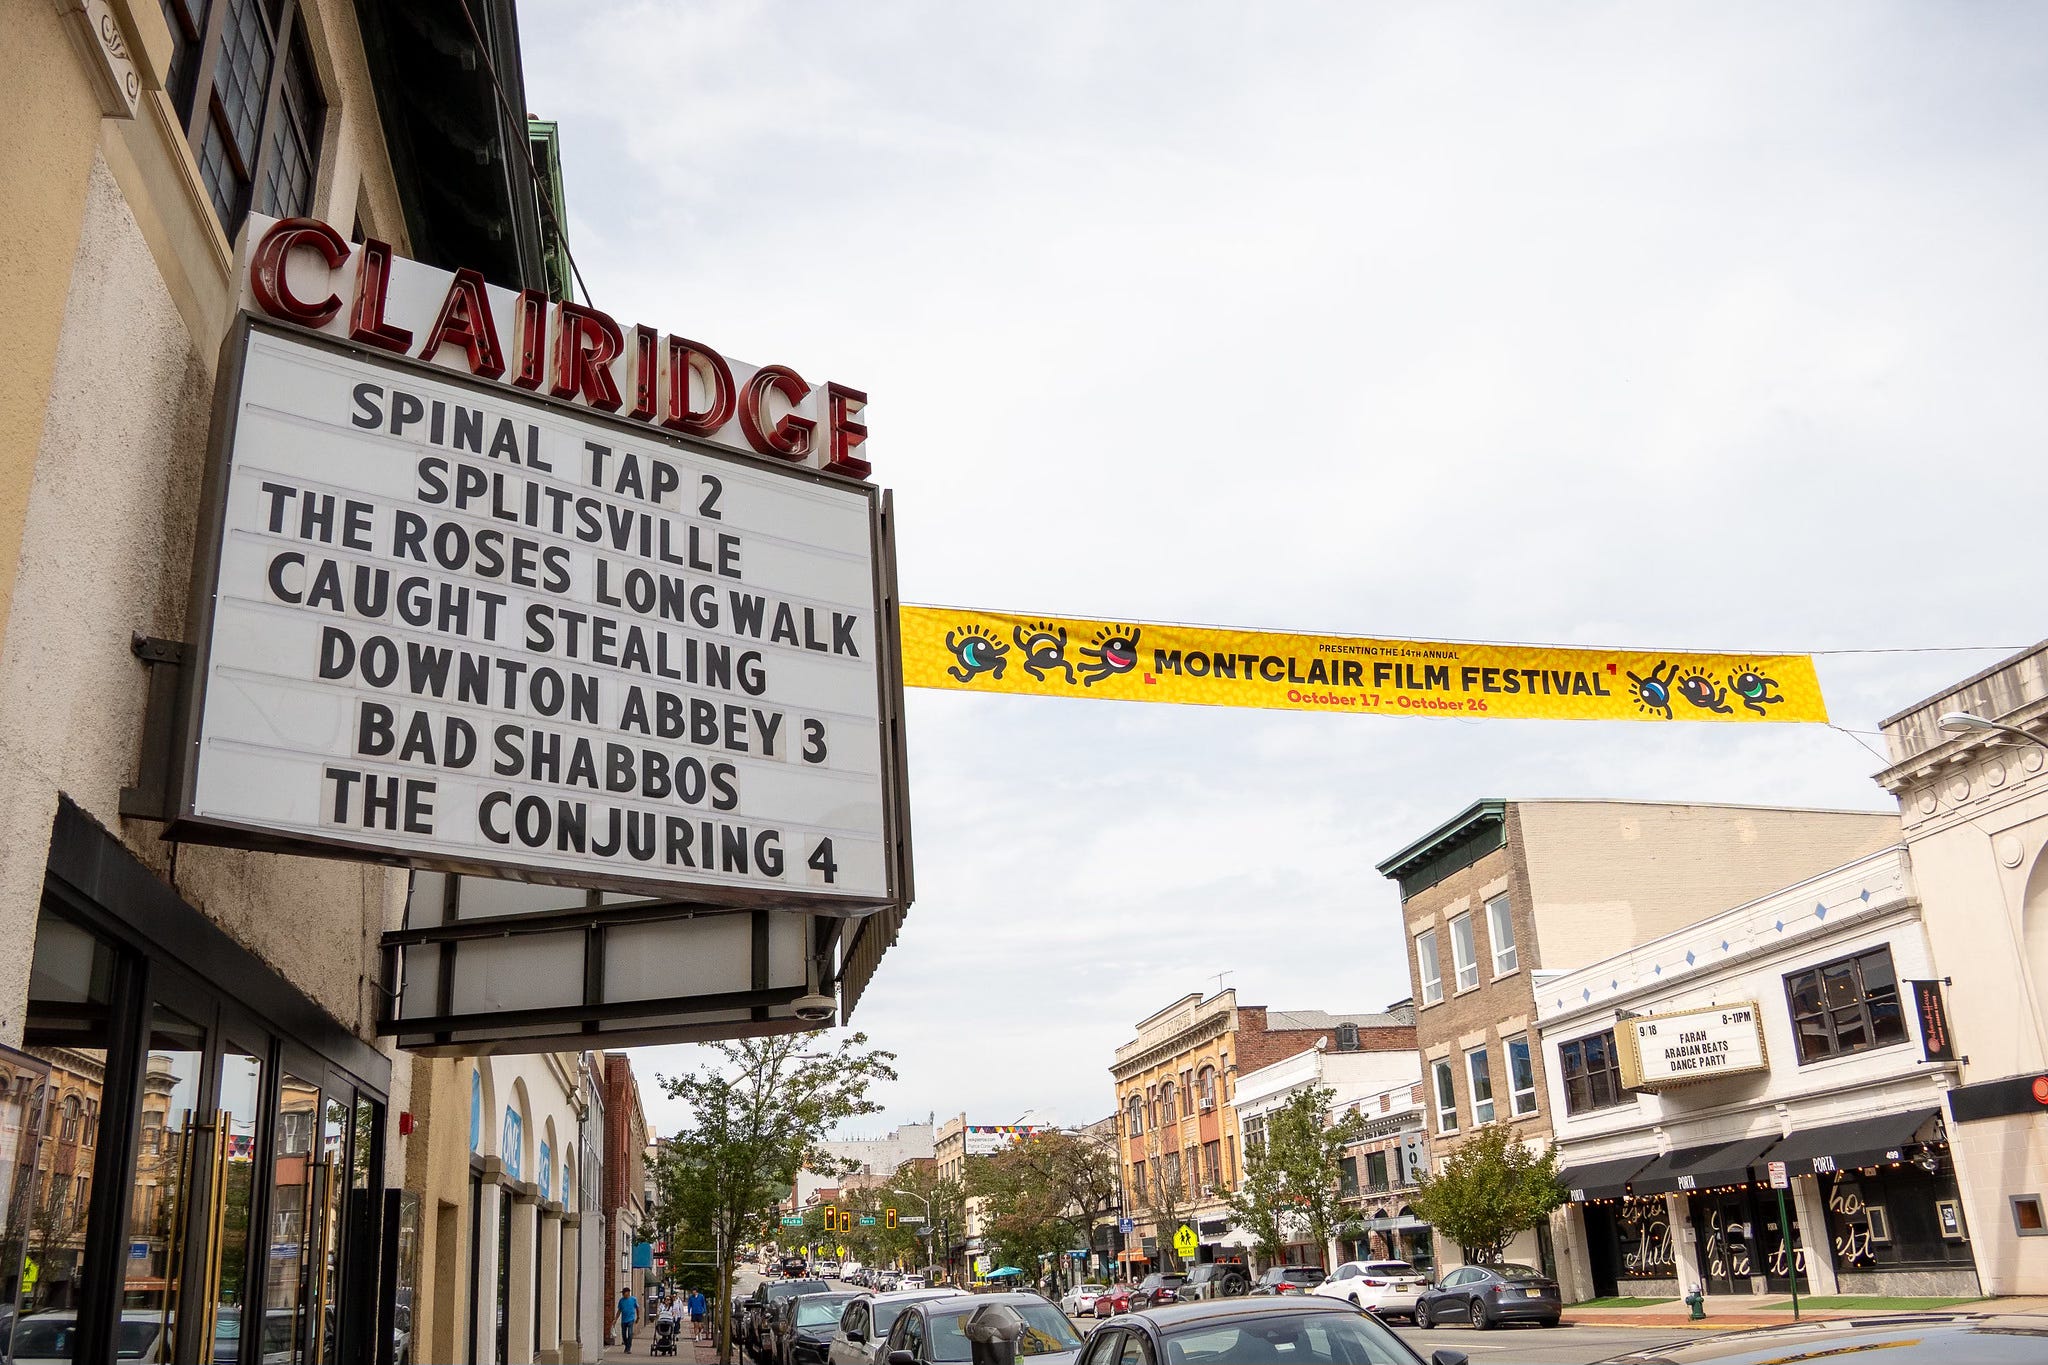 CLAIRIDGE
SPINAL TAP 2
SPLITSVILLE
THE ROSES LONG WALK
CAUGHT STEALING
DOWNTON ABBEY 3
BAD SHABBOS
THE CONJURING 4
PRESENTING THE 14TH ANNUAL
MONTCLAIR FILM FESTIVAL
October 17 - October 26
9/18 8-11PM
FARAH
ARABIAN BEATS
DANCE PARTY
PORTA
PORTA
PORTA 499